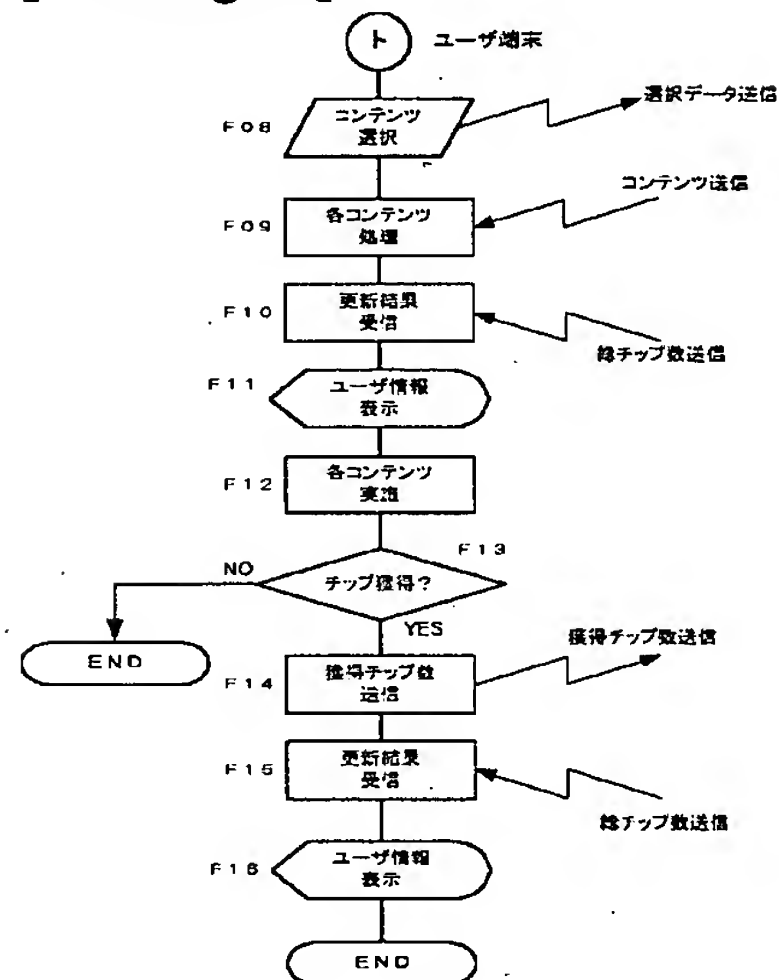 ト
ユーザ端末
選択データ送信
F08
コンテンツ
選択
コンテンツ送信
F09
各コンテンツ
処理
F10
更新結果
受信
総チップ数送信
F11
ユーザ情報
表示
F12
各コンテンツ
実施
F13
チップ獲得?
NO
YES
END
獲得チップ数送信
F14
獲得チップ数
送信
F15
更新結果
受信
総チップ数送信
F16
ユーザ情報
表示
END